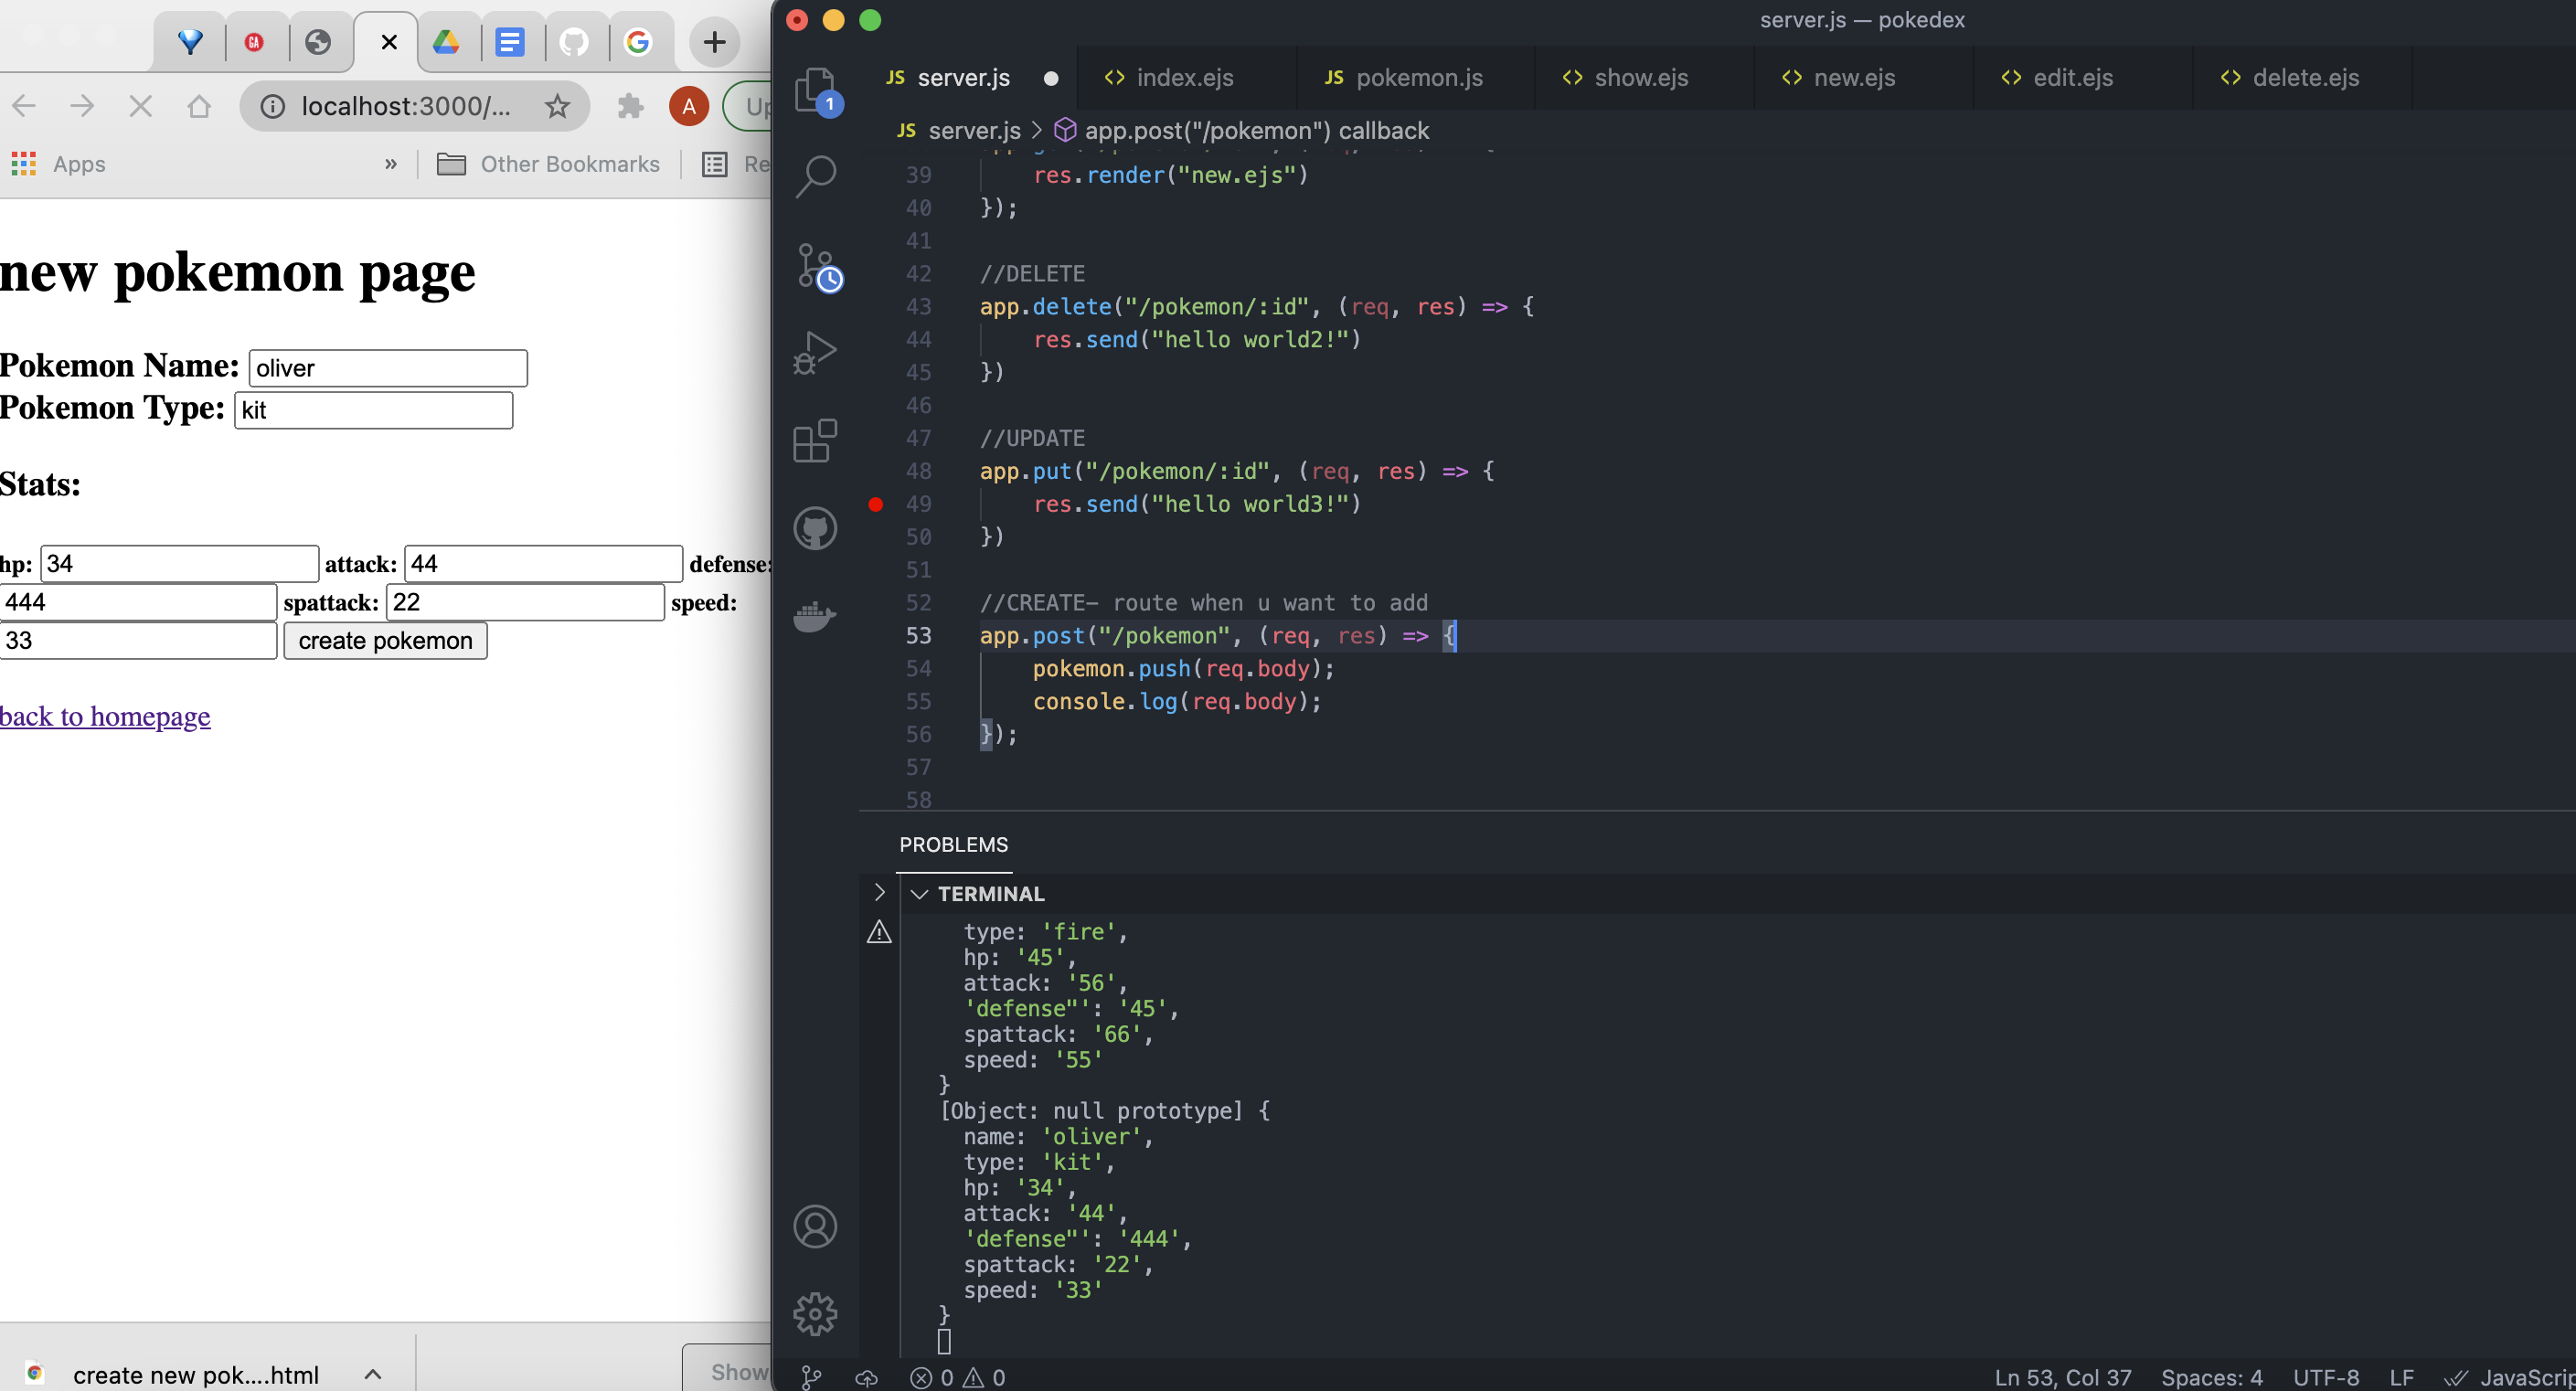 GA
localhost:3000/...
A
Up
Apps
»
Other Bookmarks
Re
new pokemon page
Pokemon Name: oliver
Pokemon Type: kit
Stats:
hp: 34 attack: 44 defense:
444 spattack: 22 speed:
33 create pokemon
back to homepage
create new pok....html
Show
server.js — pokedex
1
JS server.js ● <> index.ejs JS pokemon.js <> show.ejs <> new.ejs <> edit.ejs <> delete.ejs
JS server.js > app.post("/pokemon") callback
39 res.render("new.ejs")
40 });
41
42 //DELETE
43 app.delete("/pokemon/:id", (req, res) => {
44 res.send("hello world2!")
45 })
46
47 //UPDATE
48 app.put("/pokemon/:id", (req, res) => {
49 res.send("hello world3!")
50 })
51
52 //CREATE- route when u want to add
53 app.post("/pokemon", (req, res) => {
54 pokemon.push(req.body);
55 console.log(req.body);
56 });
57
58
PROBLEMS
TERMINAL
type: 'fire',
hp: '45',
attack: '56',
'defense"': '45',
spattack: '66',
speed: '55'
}
[Object: null prototype] {
name: 'oliver',
type: 'kit',
hp: '34',
attack: '44',
'defense"': '444',
spattack: '22',
speed: '33'
}
0 0
Ln 53, Col 37 Spaces: 4 UTF-8 LF JavaScrip